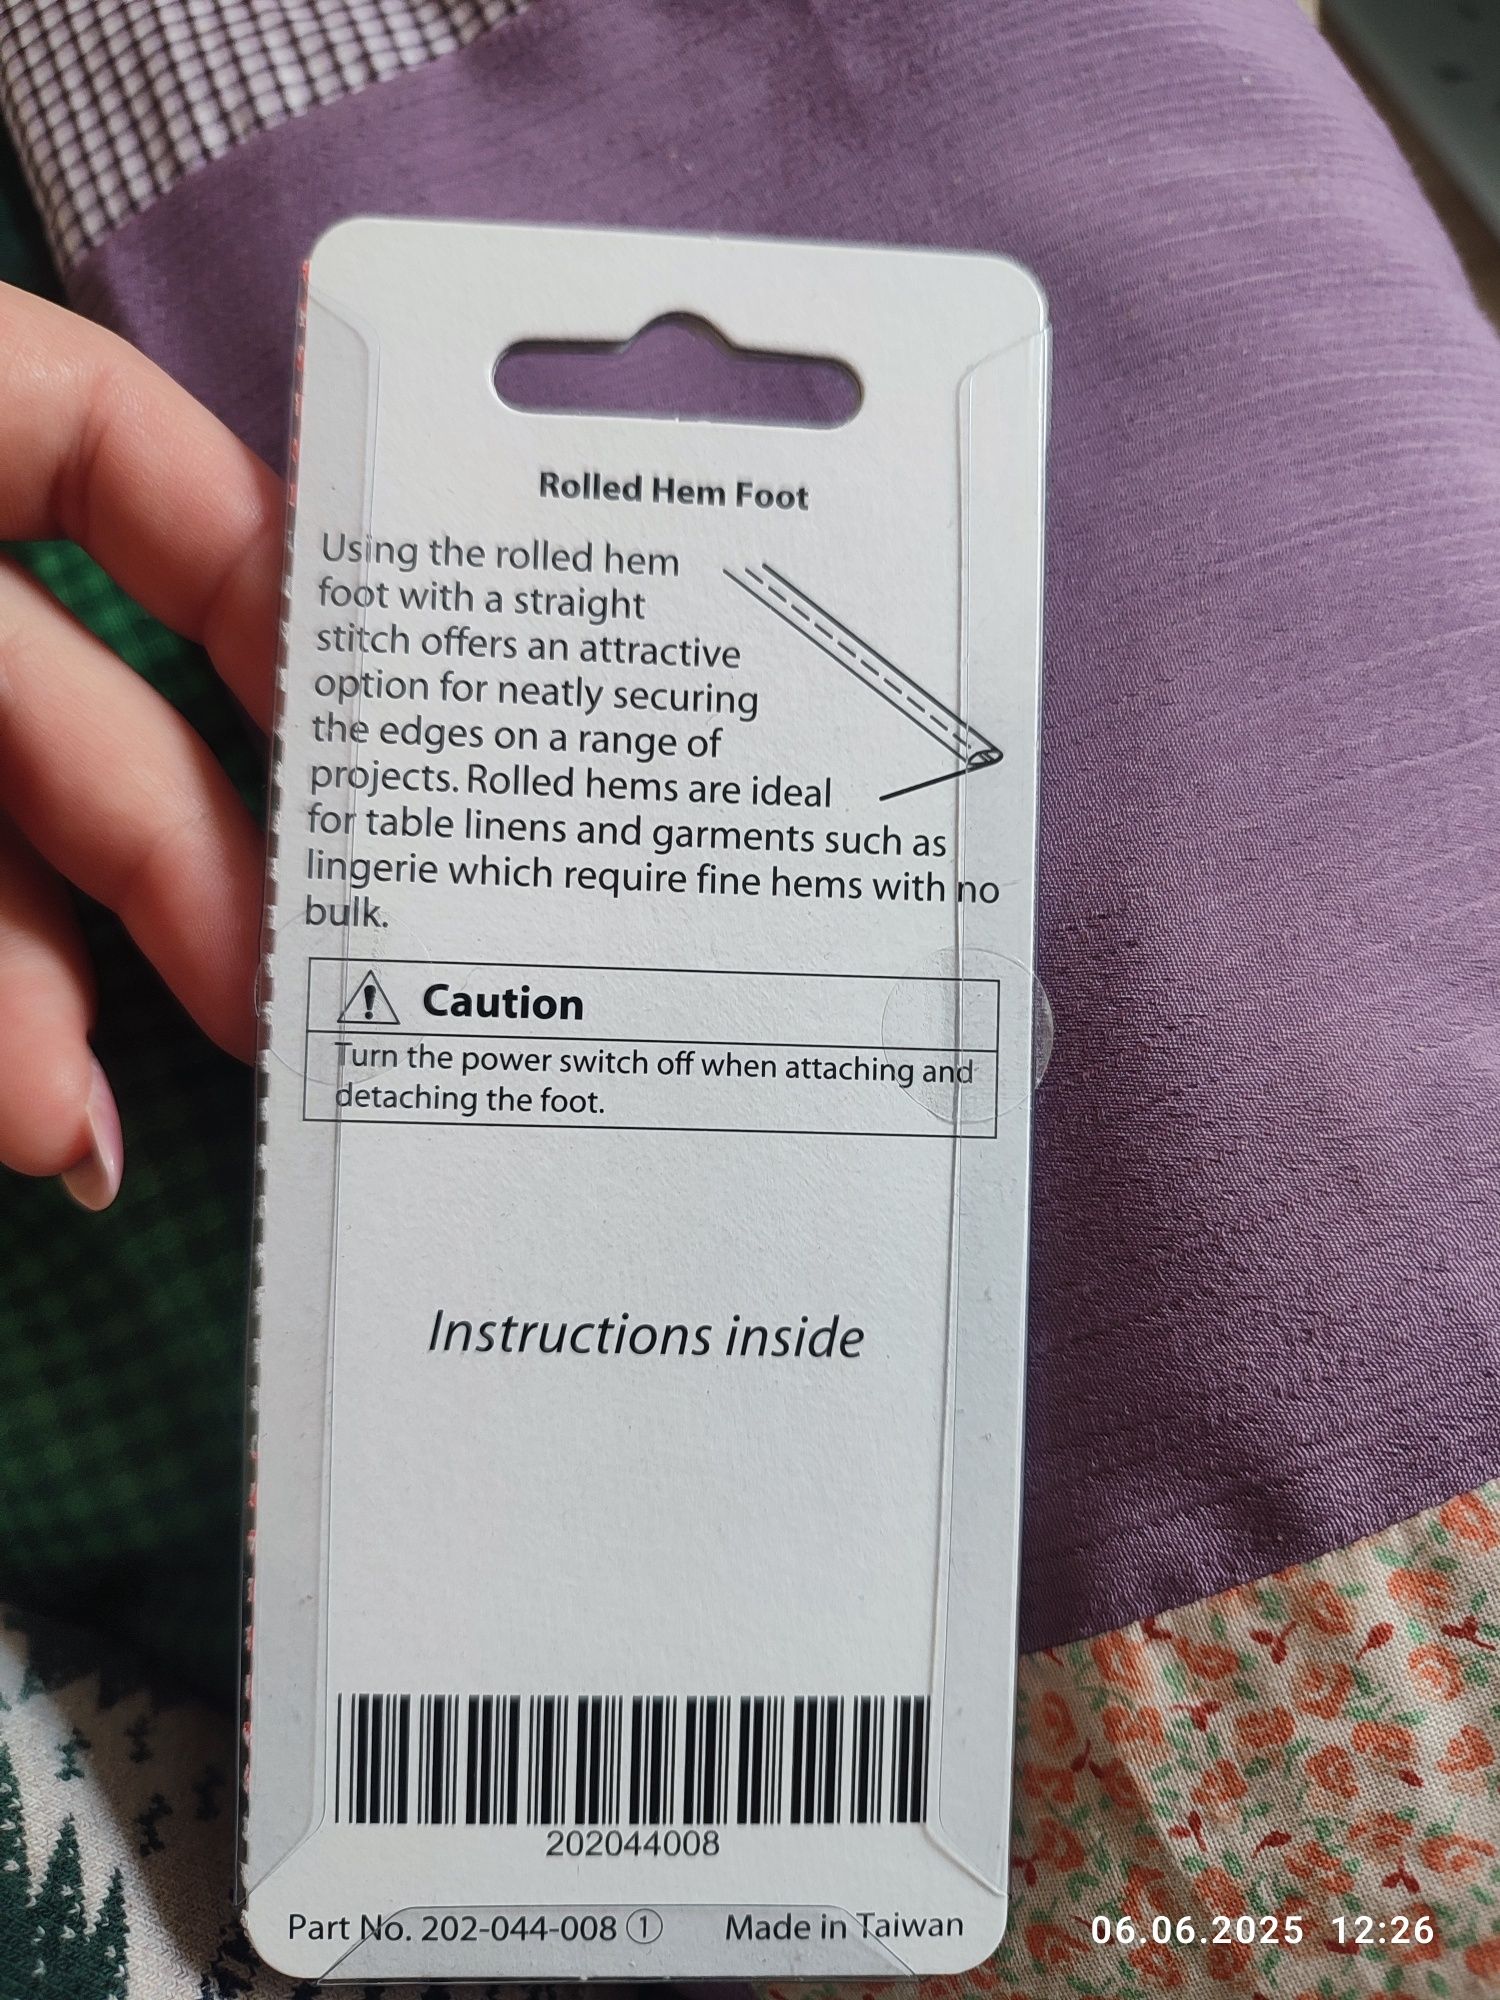 Rolled Hem Foot
Using the rolled hem
foot with a straight
stitch offers an attractive
option for neatly securing
the edges on a range of
projects. Rolled hems are ideal
for table linens and garments such as
lingerie which require fine hems with no
bulk.
Caution
Turn the power switch off when attaching and
detaching the foot.
Instructions inside
202044008
Part No. 202-044-008 ① Made in Taiwan
06.06.2025 12:26